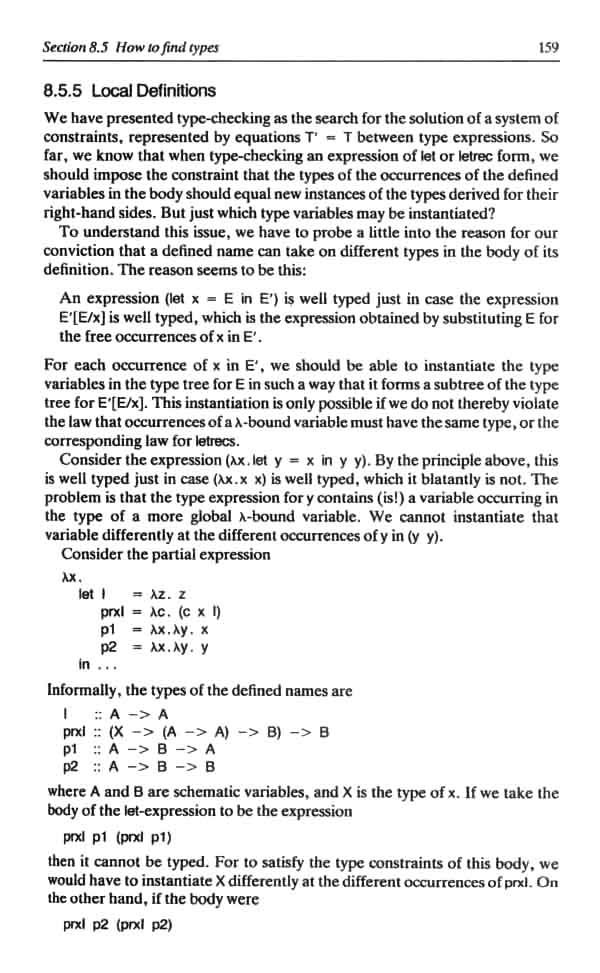 Section 8.5 How to find types 159
8.5.5 Local Definitions
We have presented type-checking as the search for the solution of a system of
constraints, represented by equations T' = T between type expressions. So
far, we know that when type-checking an expression of let or letrec form, we
should impose the constraint that the types of the occurrences of the defined
variables in the body should equal new instances of the types derived for their
right-hand sides. But just which type variables may be instantiated?
To understand this issue, we have to probe a little into the reason for our
conviction that a defined name can take on different types in the body of its
definition. The reason seems to be this:
An expression (let x = E in E') is well typed just in case the expression
E'[E/x] is well typed, which is the expression obtained by substituting E for
the free occurrences of x in E'.
For each occurrence of x in E', we should be able to instantiate the type
variables in the type tree for E in such a way that it forms a subtree of the type
tree for E'[E/x]. This instantiation is only possible if we do not thereby violate
the law that occurrences of a λ-bound variable must have the same type, or the
corresponding law for letrecs.
Consider the expression (λx.let y = x in y y). By the principle above, this
is well typed just in case (λx.x x) is well typed, which it blatantly is not. The
problem is that the type expression for y contains (is!) a variable occurring in
the type of a more global λ-bound variable. We cannot instantiate that
variable differently at the different occurrences of y in (y y).
Consider the partial expression
λx.
let I = λz. z
prxI = λc. (c x I)
p1 = λx.λy. x
p2 = λx.λy. y
in ...
Informally, the types of the defined names are
I :: A -> A
prxI :: (X -> (A -> A) -> B) -> B
p1 :: A -> B -> A
p2 :: A -> B -> B
where A and B are schematic variables, and X is the type of x. If we take the
body of the let-expression to be the expression
prxI p1 (prxI p1)
then it cannot be typed. For to satisfy the type constraints of this body, we
would have to instantiate X differently at the different occurrences of prxI. On
the other hand, if the body were
prxI p2 (prxI p2)